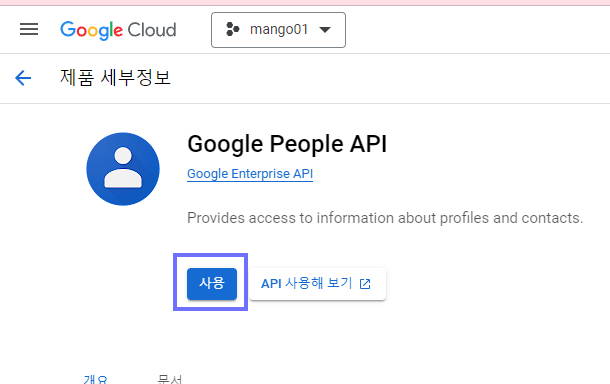 Google Cloud
mango01
제품 세부정보
Google People API
Google Enterprise API
Provides access to information about profiles and contacts.
사용
API 사용해 보기
개요
문서